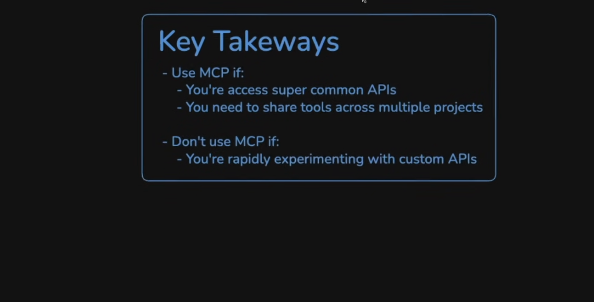 Key Takeways
- Use MCP if:
- You're access super common APIs
- You need to share tools across multiple projects
- Don't use MCP if:
- You're rapidly experimenting with custom APIs